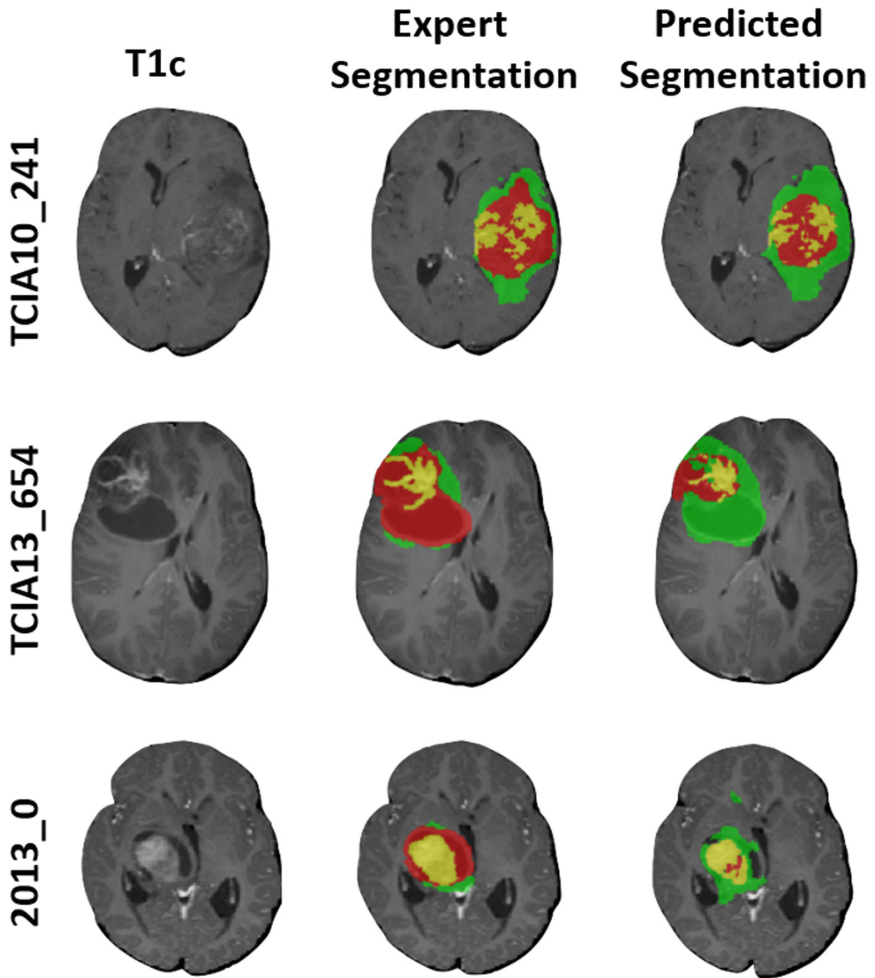 T1c
Expert
Segmentation
Predicted
Segmentation
TCIA10_241
TCIA13_654
2013_0